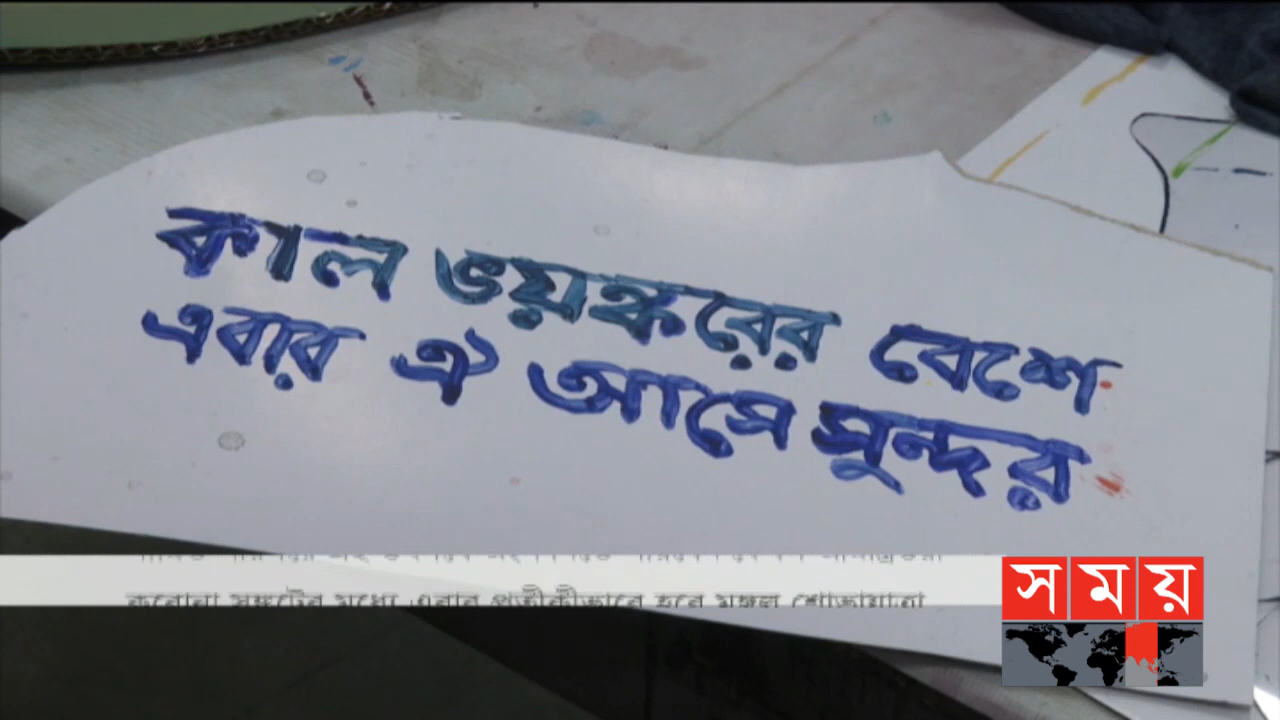 কাল ভয়ঙ্করের বেশে
এবার ঐ আসে সুন্দর
করোনা সঙ্কটের মধ্যে এবার প্রতীকীভাবে হবে মঙ্গল শোভাযাত্রা
সময়